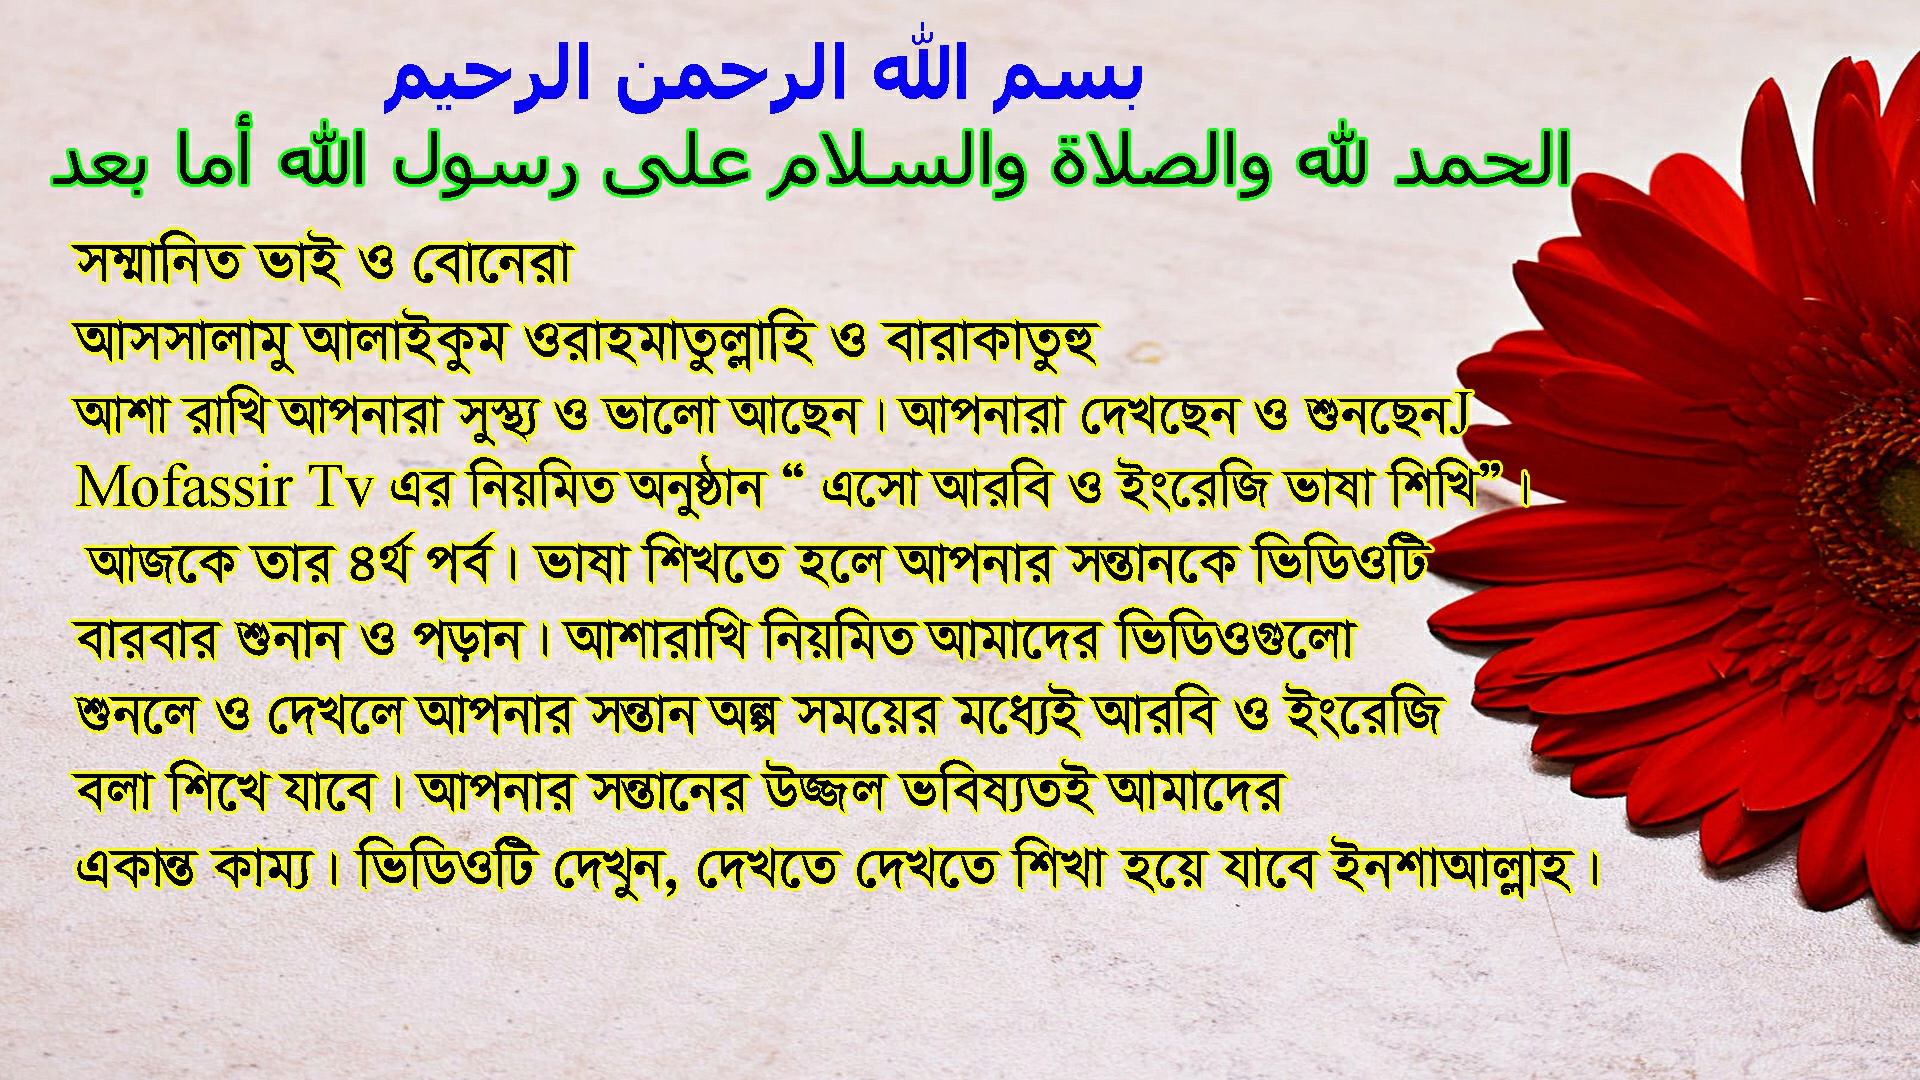 بسم الله الرحمن الرحيم
الحمد لله والصلاة والسلام على رسول الله أما بعد
সম্মানিত ভাই ও বোনেরা
আসসালামু আলাইকুম ওরাহমাতুল্লাহি ও বারাকাতুহু
আশা রাখি আপনারা সুস্থ্য ও ভালো আছেন। আপনারা দেখছেন ও শুনছেনJ
Mofassir Tv এর নিয়মিত অনুষ্ঠান “ এসো আরবি ও ইংরেজি ভাষা শিখি”।
আজকে তার ৪র্থ পর্ব। ভাষা শিখতে হলে আপনার সন্তানকে ভিডিওটি
বারবার শুনান ও পড়ান। আশারাখি নিয়মিত আমাদের ভিডিওগুলো
শুনলে ও দেখলে আপনার সন্তান অল্প সময়ের মধ্যেই আরবি ও ইংরেজি
বলা শিখে যাবে। আপনার সন্তানের উজ্জল ভবিষ্যতই আমাদের
একান্ত কাম্য। ভিডিওটি দেখুন, দেখতে দেখতে শিখা হয়ে যাবে ইনশাআল্লাহ।